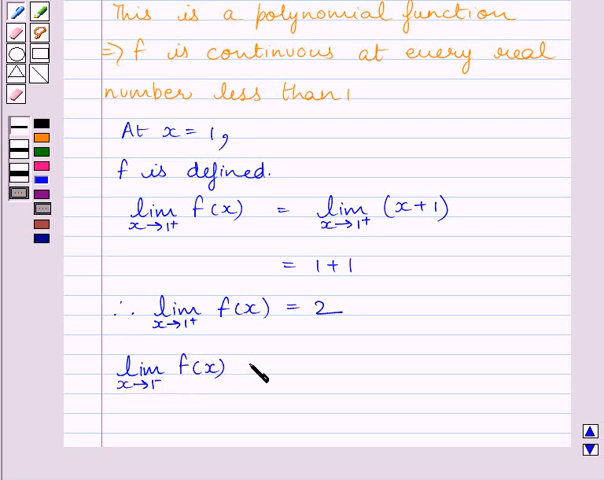 This is a polynomial function
=> f is continuous at every real
number less than 1
At x = 1,
f is defined.
lim x→1⁺ f(x) = lim x→1⁺ (x+1)
= 1 + 1
∴ lim x→1⁺ f(x) = 2
lim x→1⁻ f(x)